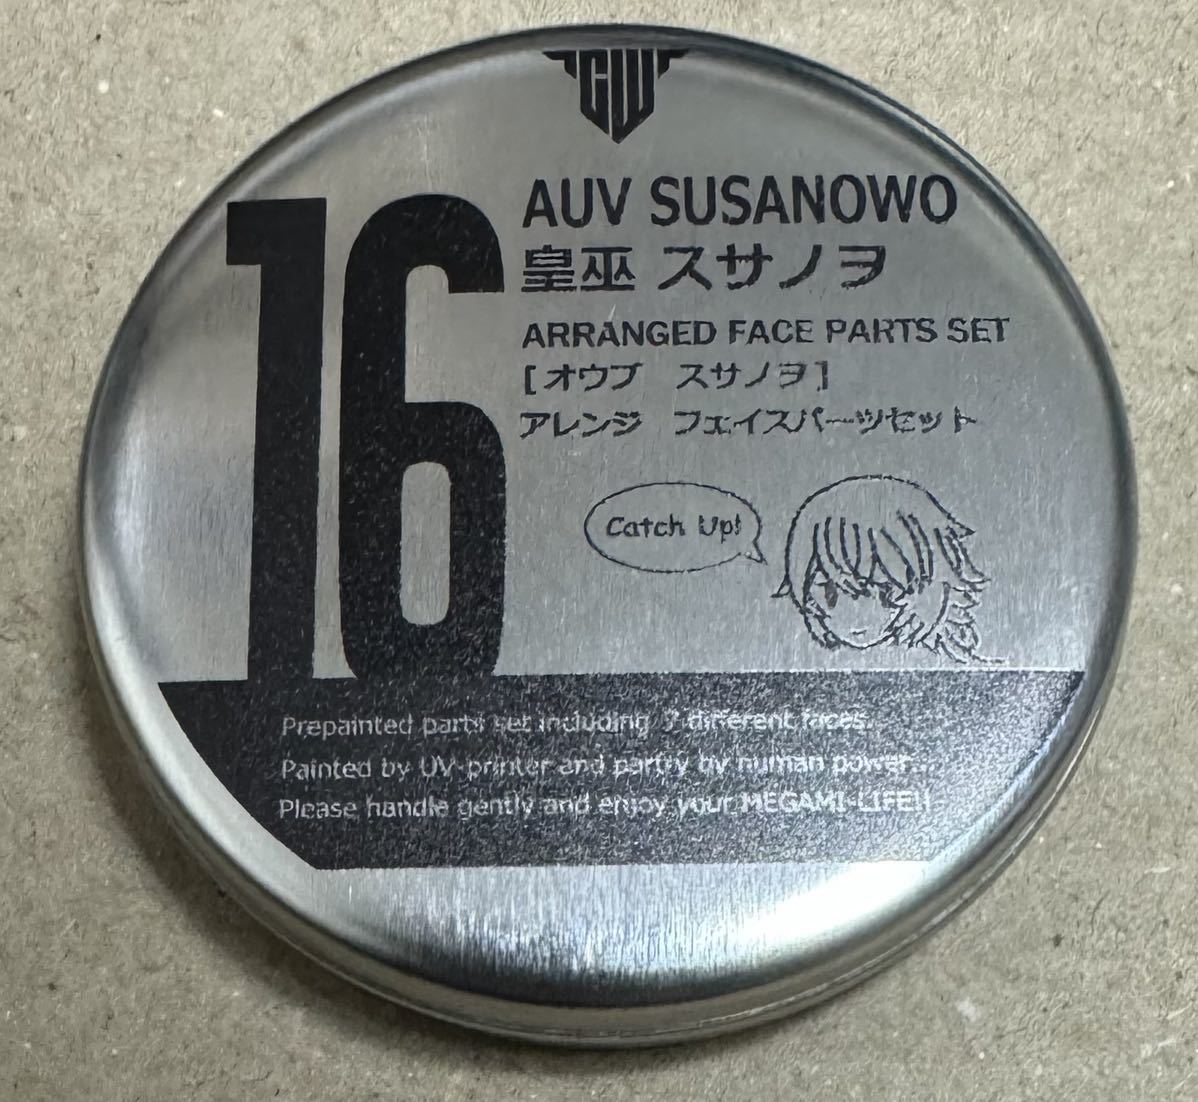 CW
16
AUV SUSANOWO
皇巫 スサノヲ
ARRANGED FACE PARTS SET
[オウブ スサノヲ]
アレンジ フェイスパーツセット
Catch Up!
Prepainted parts set including different faces.
Painted by UV-printer and partry by human power..
Please handle gently and enjoy your MEGAMI-LIFE!!